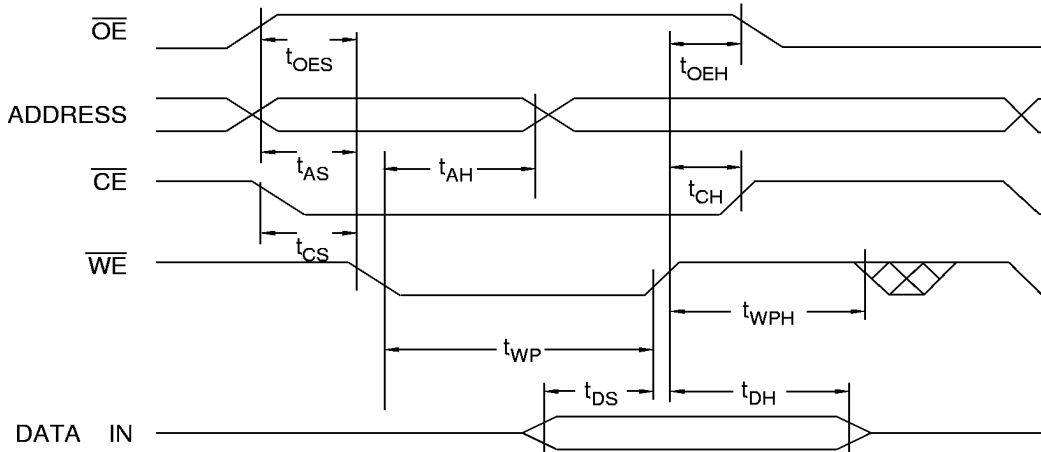 OE
tOES
tOEH
ADDRESS
tAS
tAH
CE
tCH
tCS
WE
tWPH
tWP
tDS
tDH
DATA IN